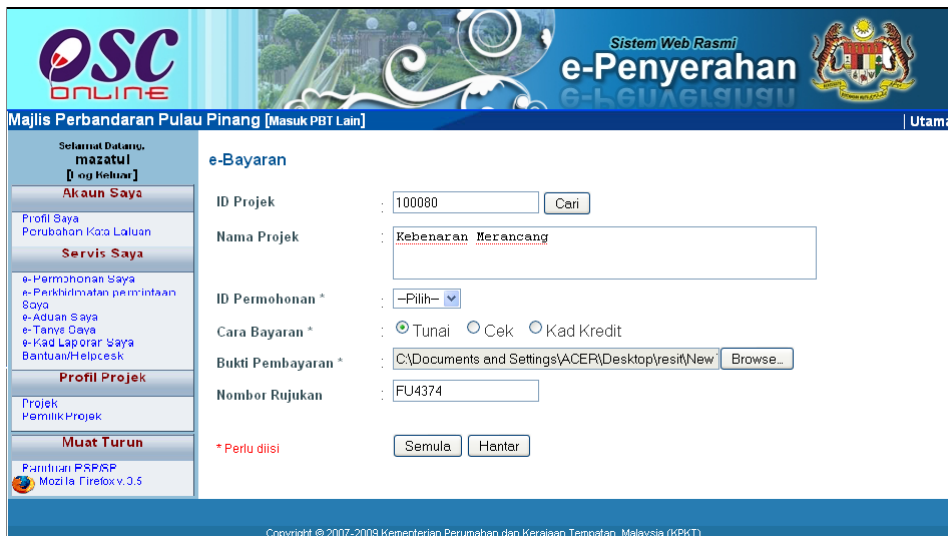 OSC
ONLINE
Sistem Web Rasmi
e-Penyerahan
Majlis Perbandaran Pulau Pinang [Masuk PBT Lain]
| Utama
Selamat Datang,
mazatul
[Log Keluar]
Akaun Saya
Profil Saya
Perubahan Kata Laluan
Servis Saya
e-Permohonan Saya
e-Perkhidmatan permintaan
Saya
e-Aduan Saya
e-Tanya Saya
e-Kad Laporan Saya
Bantuan/Helpdesk
Profil Projek
Projek
Pemilik Projek
Muat Turun
Panduan PSP/SP
Mozilla Firefox v.3.5
e-Bayaran
ID Projek : 100080 Cari
Nama Projek : Kebenaran Merancang
ID Permohonan * : --Pilih--
Cara Bayaran * : Tunai Cek Kad Kredit
Bukti Pembayaran * : C:\Documents and Settings\ACER\Desktop\resit\New Browse...
Nombor Rujukan : FU4374
* Perlu diisi Semula Hantar
Copyright © 2007-2009 Kementerian Perumahan dan Kerajaan Tempatan, Malaysia (KPKT)